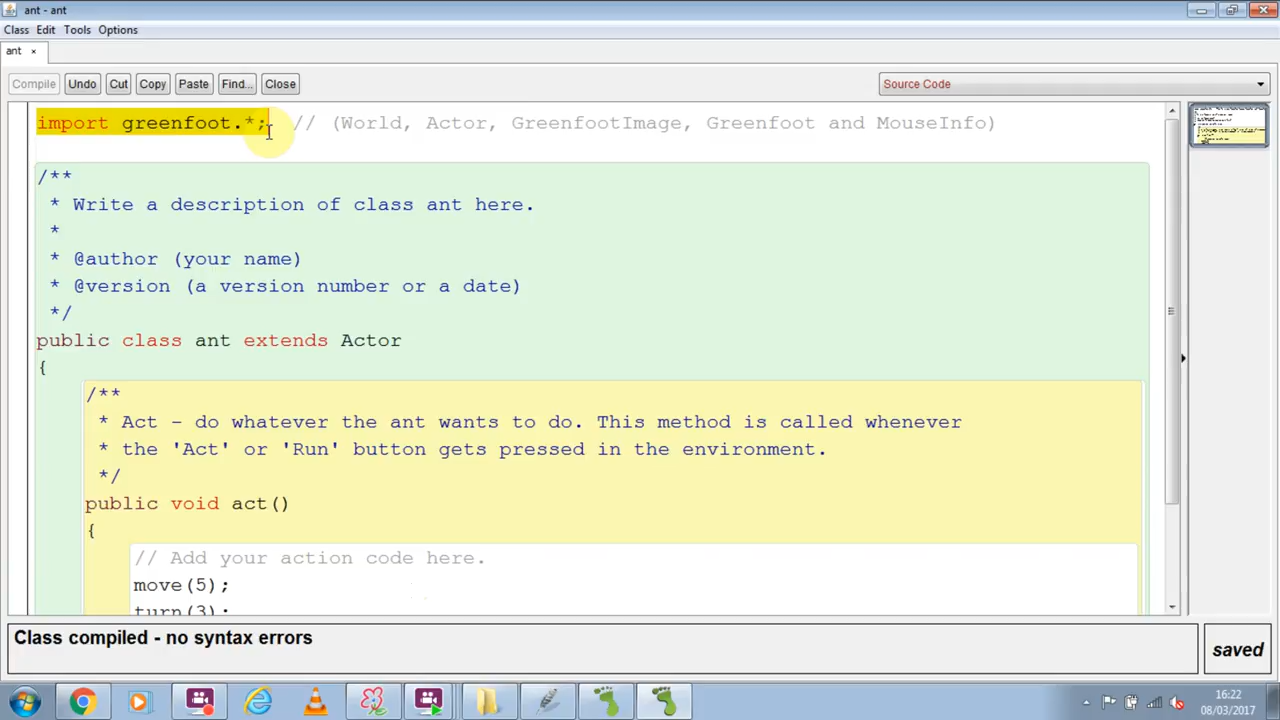 ant - ant
Class Edit Tools Options
ant ×
Compile Undo Cut Copy Paste Find... Close Source Code
import greenfoot.*; // (World, Actor, GreenfootImage, Greenfoot and MouseInfo)
/**
* Write a description of class ant here.
*
* @author (your name)
* @version (a version number or a date)
*/
public class ant extends Actor
{
/**
* Act - do whatever the ant wants to do. This method is called whenever
* the 'Act' or 'Run' button gets pressed in the environment.
*/
public void act()
{
// Add your action code here.
move(5);
turn(3);
Class compiled - no syntax errors
saved
16:22
08/03/2017